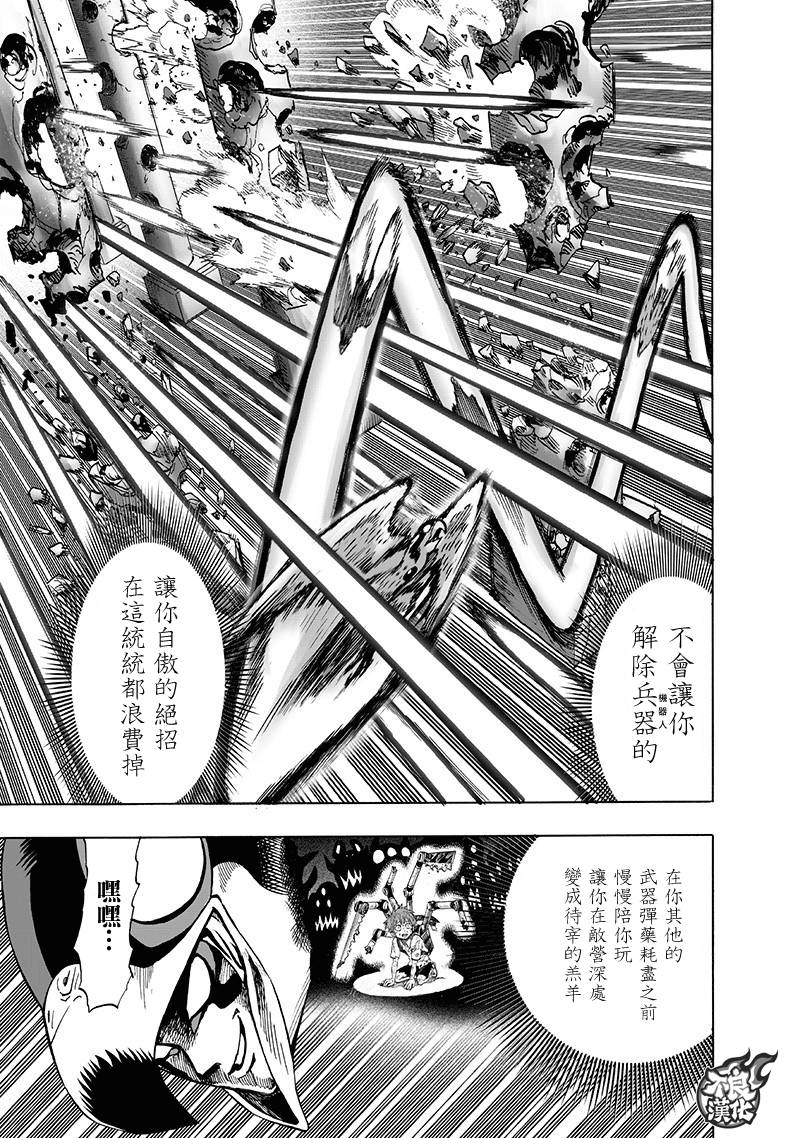 不會讓你
解除兵器的
機器人
讓你自傲的絕招
在這統統都浪費掉
在你其他的
武器彈藥耗盡之前
慢慢陪你玩
讓你在敵營深處
變成待宰的羔羊
嘿嘿…
狼漢化